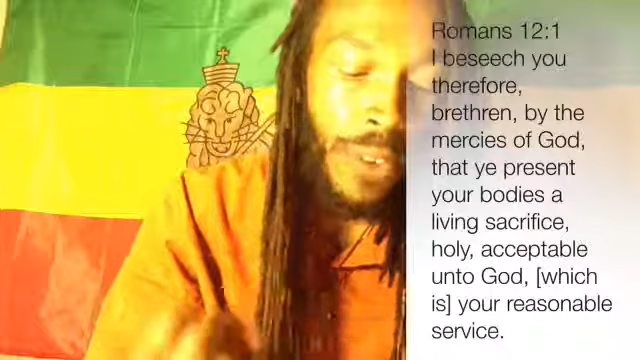 Romans 12:1
I beseech you
therefore,
brethren, by the
mercies of God,
that ye present
your bodies a
living sacrifice,
holy, acceptable
unto God, [which
is] your reasonable
service.